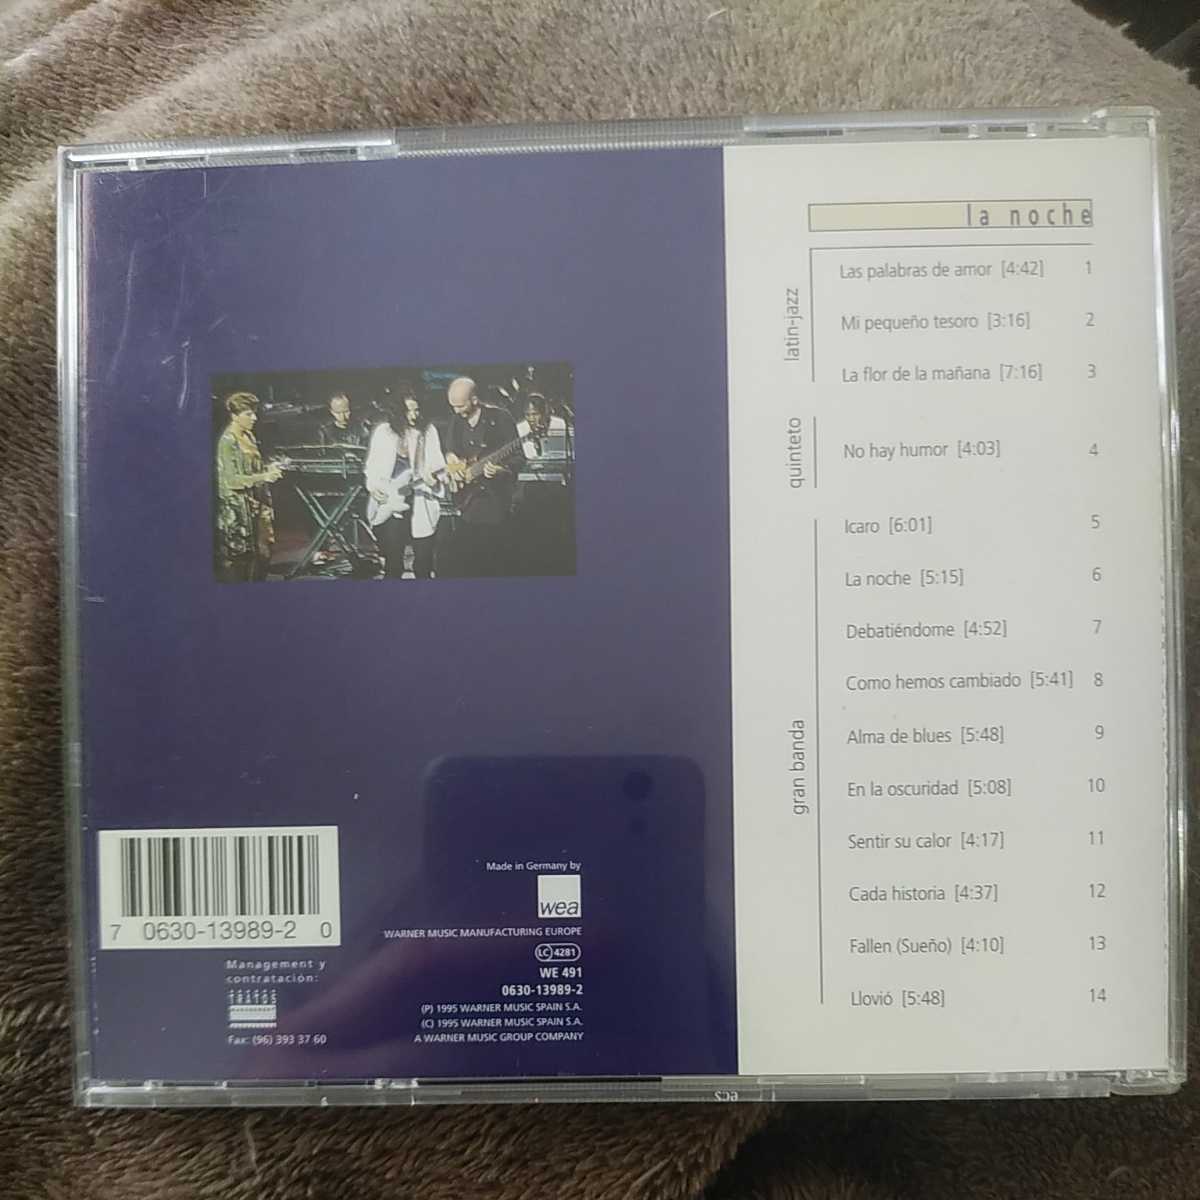 la noche
latin-jazz
Las palabras de amor [4:42] 1
Mi pequeño tesoro [3:16] 2
La flor de la mañana [7:16] 3
quinteto
No hay humor [4:03] 4
gran banda
Icaro [6:01] 5
La noche [5:15] 6
Debatiéndome [4:52] 7
Como hemos cambiado [5:41] 8
Alma de blues [5:48] 9
En la oscuridad [5:08] 10
Sentir su calor [4:17] 11
Cada historia [4:37] 12
Fallen (Sueño) [4:10] 13
Llovió [5:48] 14
7 0630-13989-2 0
Management y
contratación:
TRATOS
Fax: (96) 393 37 60
Made in Germany by
wea
WARNER MUSIC MANUFACTURING EUROPE
LC 4281
WE 491
0630-13989-2
(P) 1995 WARNER MUSIC SPAIN S.A.
(C) 1995 WARNER MUSIC SPAIN S.A.
A WARNER MUSIC GROUP COMPANY